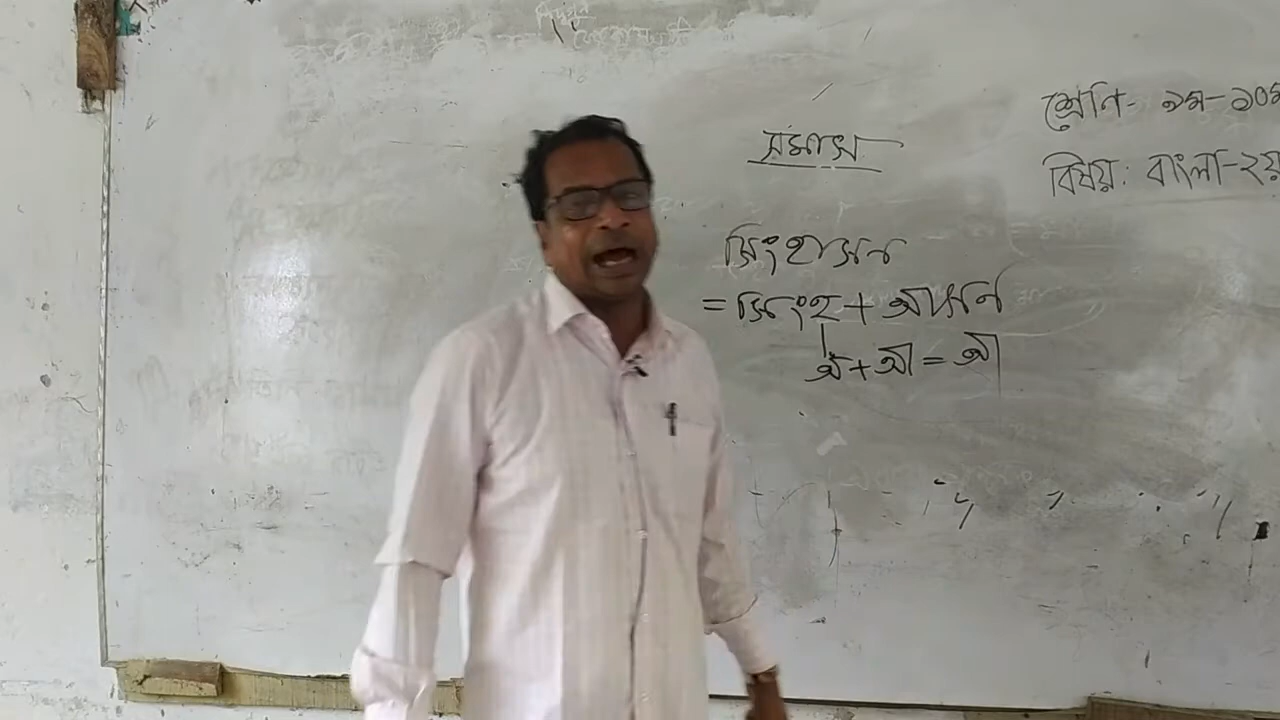 শ্রেণি- ৯ম-১০ম
বিষয়: বাংলা-২য়
সমাস
সিংহাসন
= সিংহ + আসন
অ + আ = আ